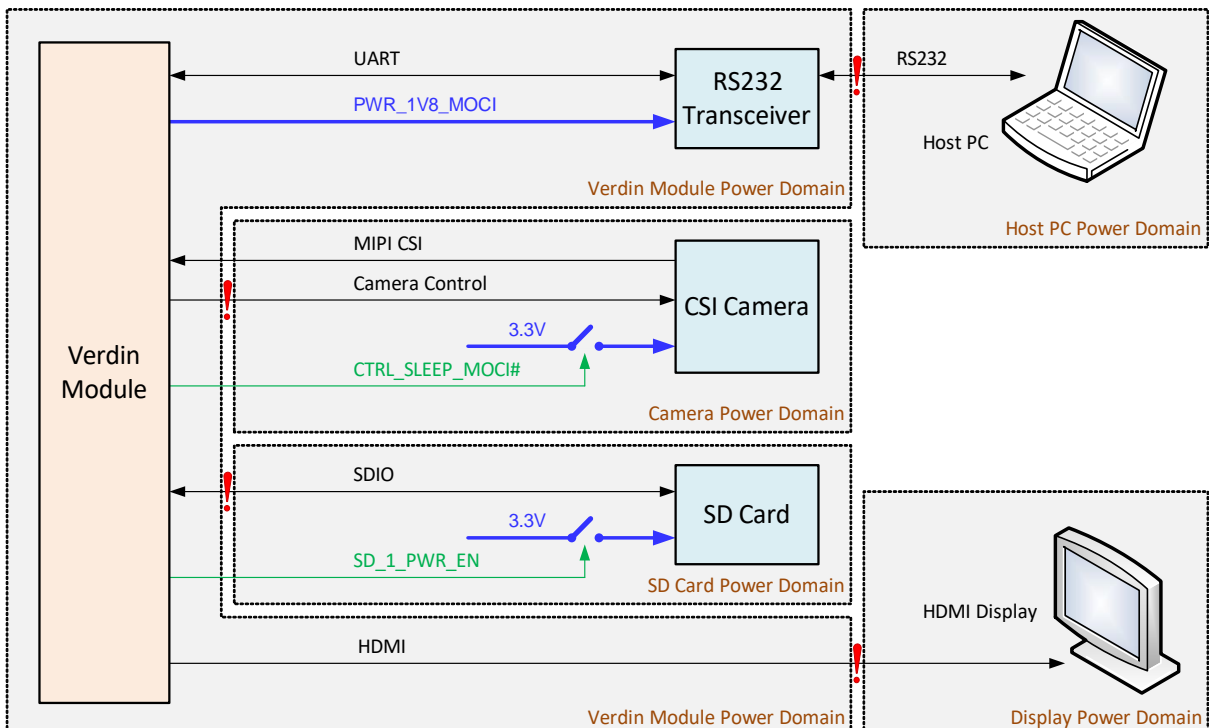 UART
RS232
PWR_1V8_MOCI
RS232
Transceiver
Host PC
Verdin Module Power Domain
Host PC Power Domain
MIPI CSI
Camera Control
CSI Camera
3.3V
Verdin
Module
CTRL_SLEEP_MOCI#
Camera Power Domain
SDIO
SD Card
3.3V
SD_1_PWR_EN
SD Card Power Domain
HDMI Display
HDMI
Verdin Module Power Domain
Display Power Domain